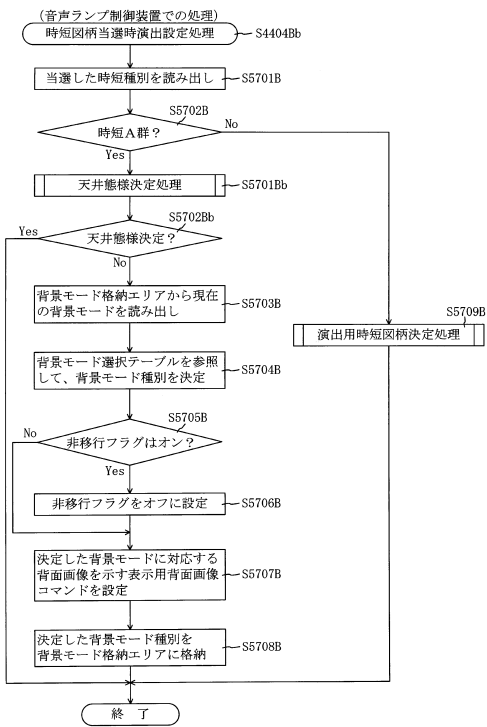 (音声ランプ制御装置での処理)
時短図柄当選時演出設定処理
S4404Bb
当選した時短種別を読み出し
S5701B
S5702B
時短A群?
No
Yes
天井態様決定処理
S5701Bb
S5702Bb
Yes
天井態様決定?
No
背景モード格納エリアから現在
の背景モードを読み出し
S5703B
S5709B
演出用時短図柄決定処理
背景モード選択テーブルを参照
して、背景モード種別を決定
S5704B
S5705B
No
非移行フラグはオン?
Yes
非移行フラグをオフに設定
S5706B
決定した背景モードに対応する
背面画像を示す表示用背面画像
コマンドを設定
S5707B
決定した背景モード種別を
背景モード格納エリアに格納
S5708B
終 了